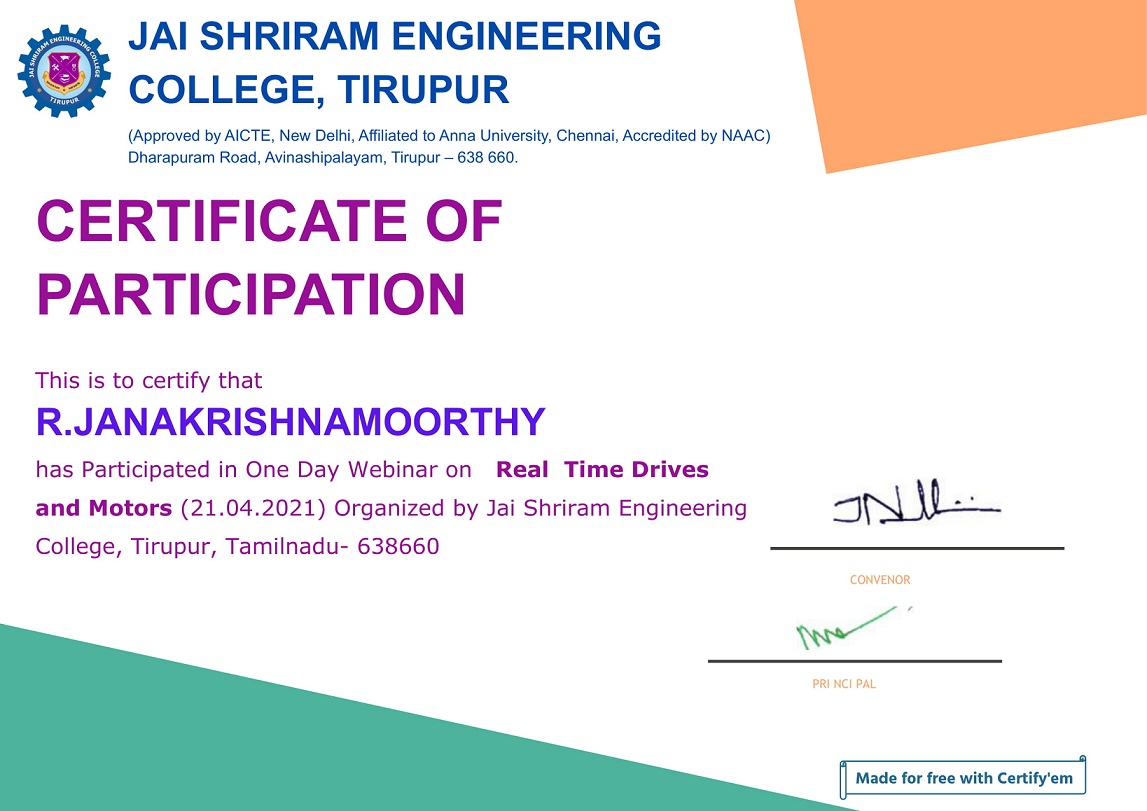 JAI SHRIRAM ENGINEERING COLLEGE
TIRUPUR
JAI SHRIRAM ENGINEERING
COLLEGE, TIRUPUR
(Approved by AICTE, New Delhi, Affiliated to Anna University, Chennai, Accredited by NAAC)
Dharapuram Road, Avinashipalayam, Tirupur – 638 660.
CERTIFICATE OF
PARTICIPATION
This is to certify that
R.JANAKRISHNAMOORTHY
has Participated in One Day Webinar on Real Time Drives
and Motors (21.04.2021) Organized by Jai Shriram Engineering
College, Tirupur, Tamilnadu- 638660
CONVENOR
PRI NCI PAL
Made for free with Certify'em